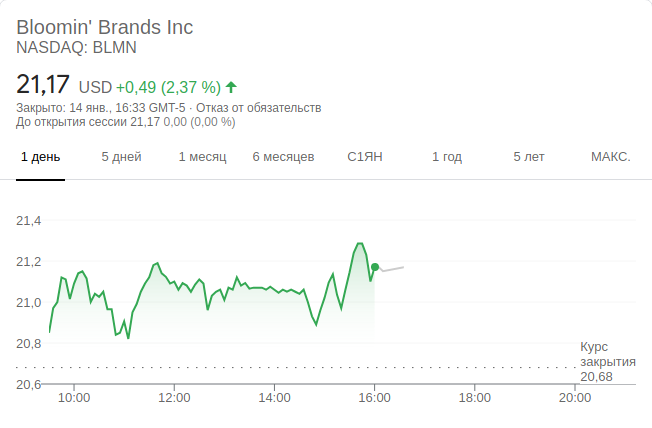 Bloomin' Brands Inc
NASDAQ: BLMN
21,17 USD +0,49 (2,37 %)
Закрыто: 14 янв., 16:33 GMT-5 · Отказ от обязательств
До открытия сессии 21,17 0,00 (0,00 %)
1 день 5 дней 1 месяц 6 месяцев С1ЯН 1 год 5 лет МАКС.
21,4
21,2
21,0
20,8
20,6
Курс
закрытия
20,68
10:00 12:00 14:00 16:00 18:00 20:00